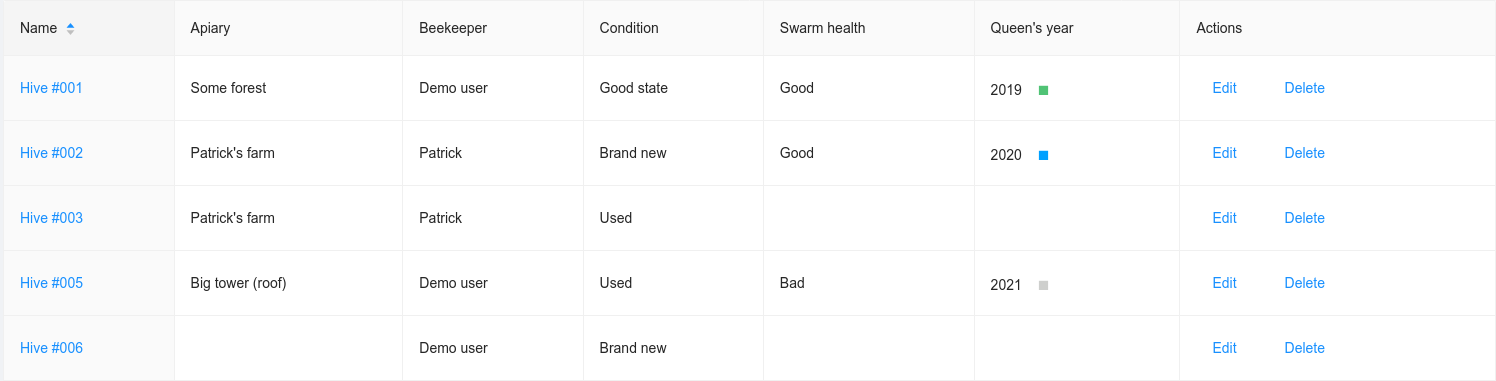 Name Apiary Beekeeper Condition Swarm health Queen's year Actions
Hive #001 Some forest Demo user Good state Good 2019 Edit Delete
Hive #002 Patrick's farm Patrick Brand new Good 2020 Edit Delete
Hive #003 Patrick's farm Patrick Used Edit Delete
Hive #005 Big tower (roof) Demo user Used Bad 2021 Edit Delete
Hive #006 Demo user Brand new Edit Delete